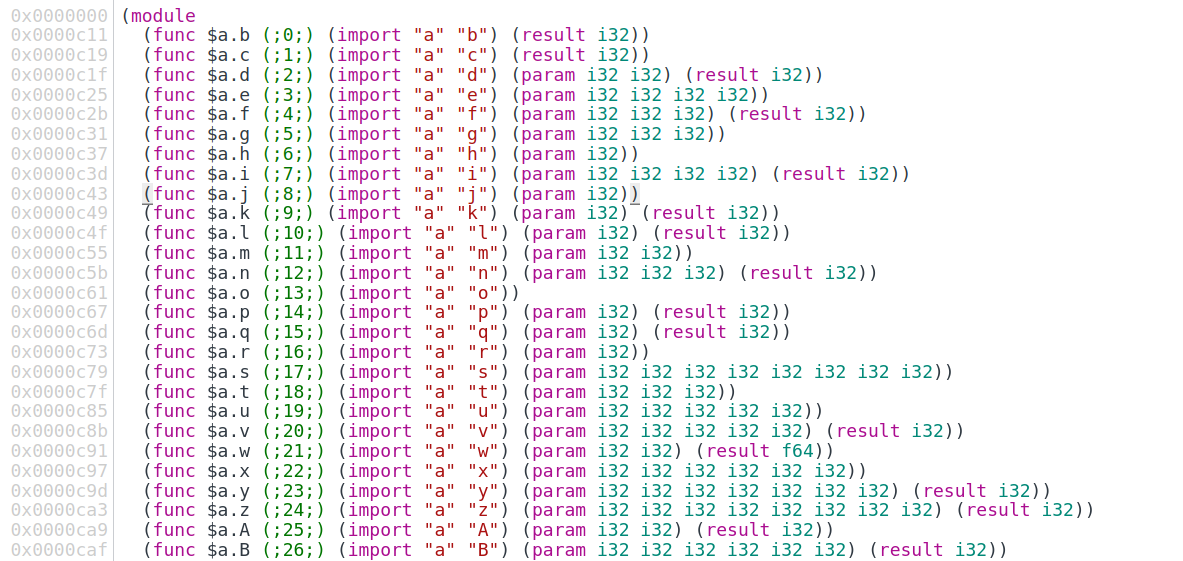 0x0000000 (module
0x0000c11 (func $a.b (;0;) (import "a" "b") (result i32))
0x0000c19 (func $a.c (;1;) (import "a" "c") (result i32))
0x0000c1f (func $a.d (;2;) (import "a" "d") (param i32 i32) (result i32))
0x0000c25 (func $a.e (;3;) (import "a" "e") (param i32 i32 i32 i32))
0x0000c2b (func $a.f (;4;) (import "a" "f") (param i32 i32 i32) (result i32))
0x0000c31 (func $a.g (;5;) (import "a" "g") (param i32 i32 i32))
0x0000c37 (func $a.h (;6;) (import "a" "h") (param i32))
0x0000c3d (func $a.i (;7;) (import "a" "i") (param i32 i32 i32 i32) (result i32))
0x0000c43 (func $a.j (;8;) (import "a" "j") (param i32))
0x0000c49 (func $a.k (;9;) (import "a" "k") (param i32) (result i32))
0x0000c4f (func $a.l (;10;) (import "a" "l") (param i32) (result i32))
0x0000c55 (func $a.m (;11;) (import "a" "m") (param i32 i32))
0x0000c5b (func $a.n (;12;) (import "a" "n") (param i32 i32 i32) (result i32))
0x0000c61 (func $a.o (;13;) (import "a" "o"))
0x0000c67 (func $a.p (;14;) (import "a" "p") (param i32) (result i32))
0x0000c6d (func $a.q (;15;) (import "a" "q") (param i32) (result i32))
0x0000c73 (func $a.r (;16;) (import "a" "r") (param i32))
0x0000c79 (func $a.s (;17;) (import "a" "s") (param i32 i32 i32 i32 i32 i32 i32 i32))
0x0000c7f (func $a.t (;18;) (import "a" "t") (param i32 i32 i32))
0x0000c85 (func $a.u (;19;) (import "a" "u") (param i32 i32 i32 i32 i32))
0x0000c8b (func $a.v (;20;) (import "a" "v") (param i32 i32 i32 i32 i32) (result i32))
0x0000c91 (func $a.w (;21;) (import "a" "w") (param i32 i32) (result f64))
0x0000c97 (func $a.x (;22;) (import "a" "x") (param i32 i32 i32 i32 i32 i32))
0x0000c9d (func $a.y (;23;) (import "a" "y") (param i32 i32 i32 i32 i32 i32 i32) (result i32))
0x0000ca3 (func $a.z (;24;) (import "a" "z") (param i32 i32 i32 i32 i32 i32 i32 i32) (result i32))
0x0000ca9 (func $a.A (;25;) (import "a" "A") (param i32 i32) (result i32))
0x0000caf (func $a.B (;26;) (import "a" "B") (param i32 i32 i32 i32 i32 i32) (result i32))